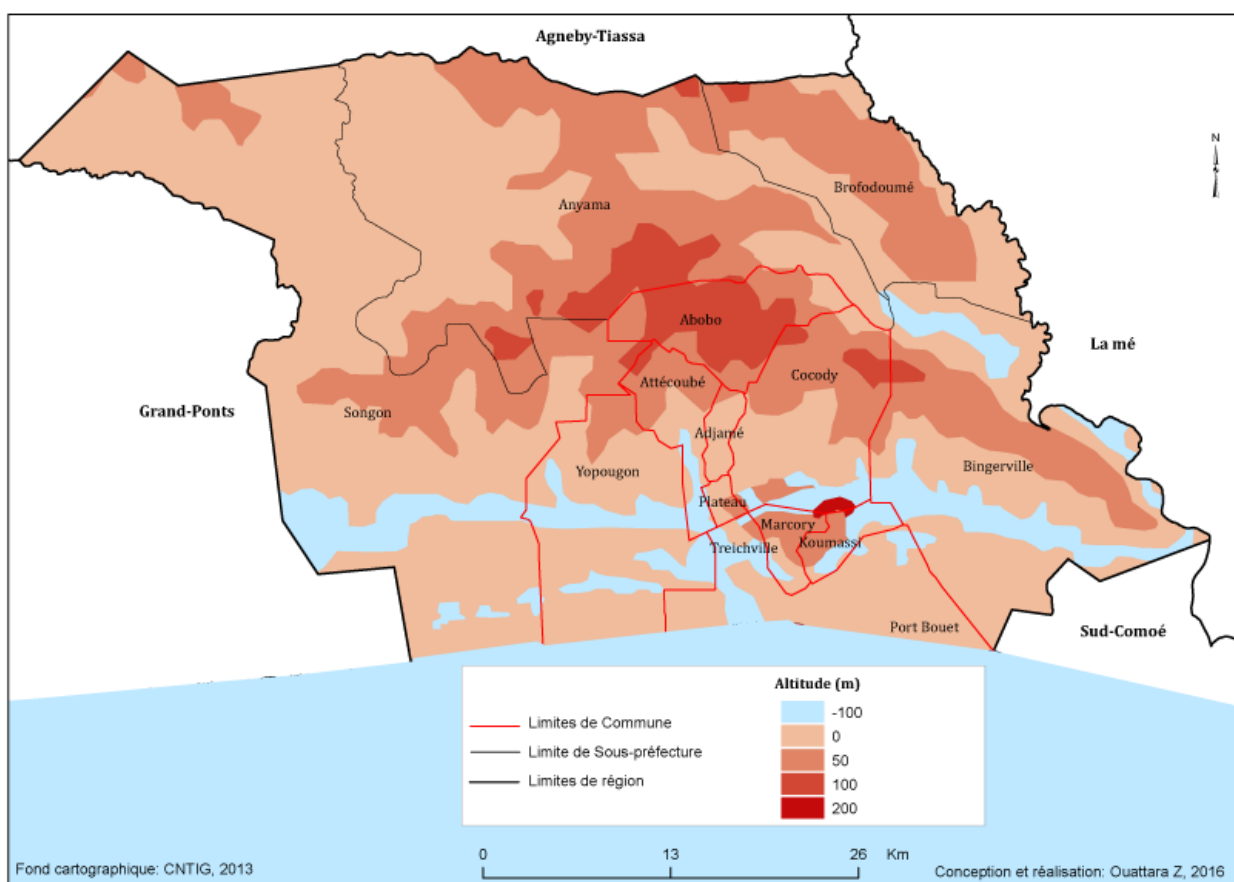 Agneby-Tiassa
N
Brofodoumé
Anyama
Abobo
La mé
Cocody
Attécoubé
Grand-Ponts
Songon
Adjamé
Yopougon
Bingerville
Plateau
Marcory
Treichville
Koumassi
Port Bouet
Sud-Comoé
Altitude (m)
-100
Limites de Commune
0
Limite de Sous-préfecture
50
Limites de région
100
200
0 13 26 Km
Fond cartographique: CNTIG, 2013
Conception et réalisation: Ouattara Z, 2016